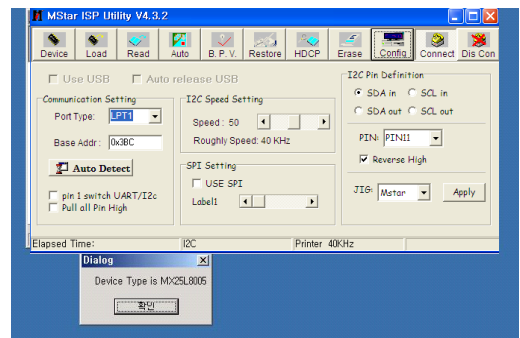 MStar ISP Utility V4.3.2
Device Load Read Auto B. P. V. Restore HDCP Erase Config Connect Dis Con
Use USB Auto release USB
Communication Setting
Port Type: LPT1
Base Addr: 0x3BC
Auto Detect
pin 1 switch UART/I2c
Pull all Pin High
I2C Speed Setting
Speed : 50
Roughly Speed: 40 KHz
SPI Setting
USE SPI
Label1
I2C Pin Definition
SDA in SCL in
SDA out SCL out
PIN: PIN11
Reverse High
JIG: Mstar Apply
Elapsed Time: I2C Printer 40KHz
Dialog
Device Type is MX25L8005
확인